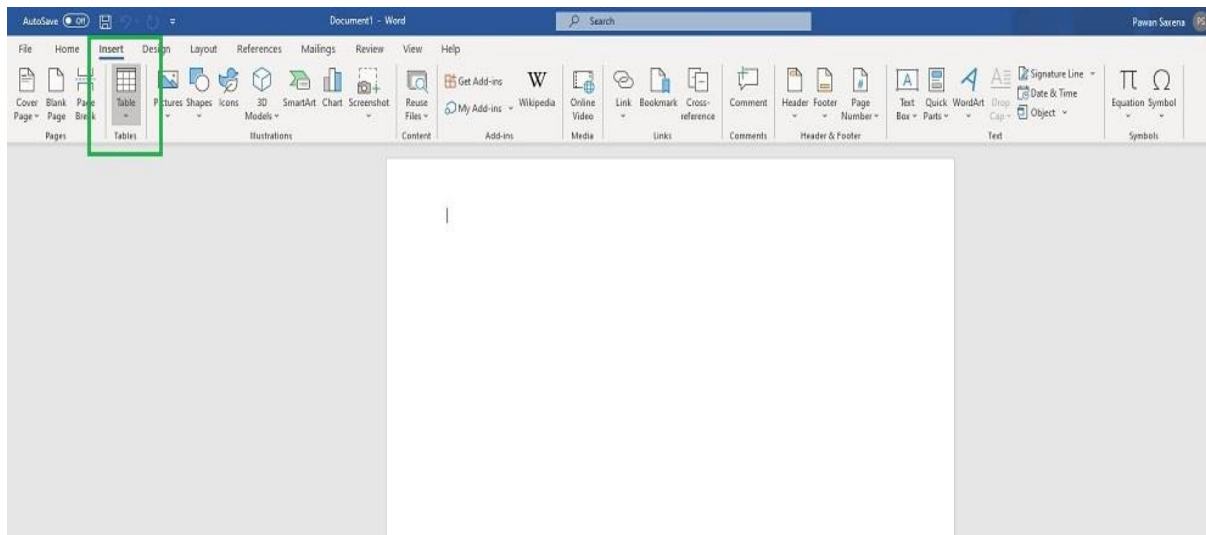 AutoSave Off Document1 - Word Search Pawan Saxena PS
File Home Insert Design Layout References Mailings Review View Help
Cover Page Blank Page Page Break Table Pictures Shapes Icons 3D Models SmartArt Chart Screenshot Reuse Files Get Add-ins My Add-ins W Wikipedia Online Video Link Bookmark Cross-reference Comment Header Footer Page Number Text Box Quick Parts WordArt Drop Cap Signature Line Date & Time Object Equation Symbol
Pages Tables Illustrations Content Add-ins Media Links Comments Header & Footer Text Symbols